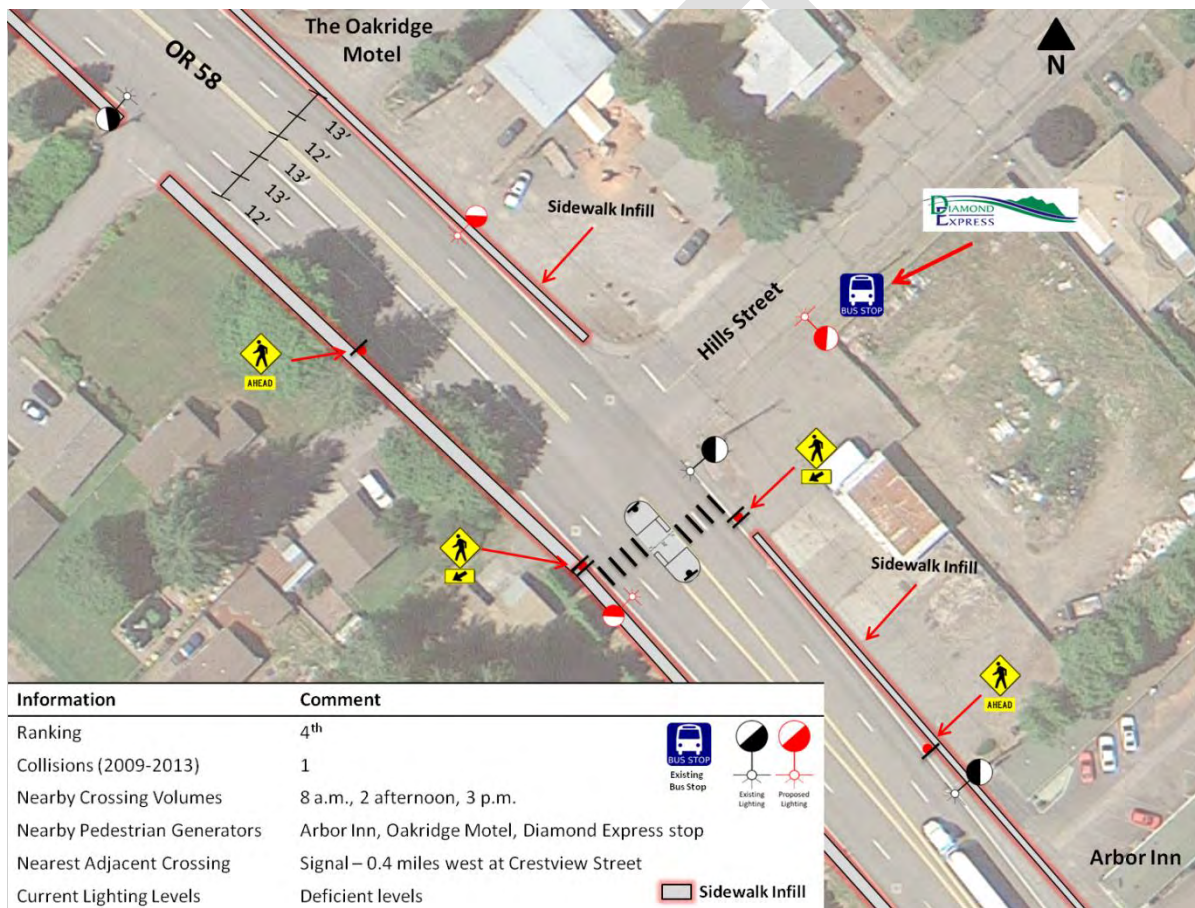 The Oakridge
Motel
OR 58
N
13'
12'
13'
13'
12'
Sidewalk Infill
DIAMOND
EXPRESS
BUS STOP
Hills Street
AHEAD
Sidewalk Infill
AHEAD
Arbor Inn
Information Comment
Ranking 4th
Collisions (2009-2013) 1
Nearby Crossing Volumes 8 a.m., 2 afternoon, 3 p.m.
Nearby Pedestrian Generators Arbor Inn, Oakridge Motel, Diamond Express stop
Nearest Adjacent Crossing Signal – 0.4 miles west at Crestview Street
Current Lighting Levels Deficient levels
BUS STOP
Existing
Bus Stop
Existing
Lighting
Proposed
Lighting
Sidewalk Infill